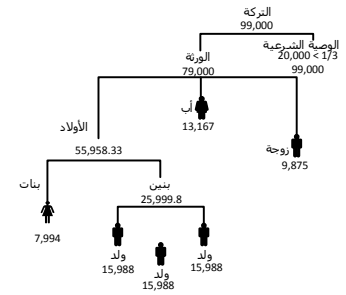 التركة
99,000
الوصية الشرعية
20,000 < 1/3
99,000
الورثة
79,000
أب
13,167
زوجة
9,875
الأولاد
55,958.33
بنات
7,994
بنين
25,999.8
ولد
15,988
ولد
15,988
ولد
15,988